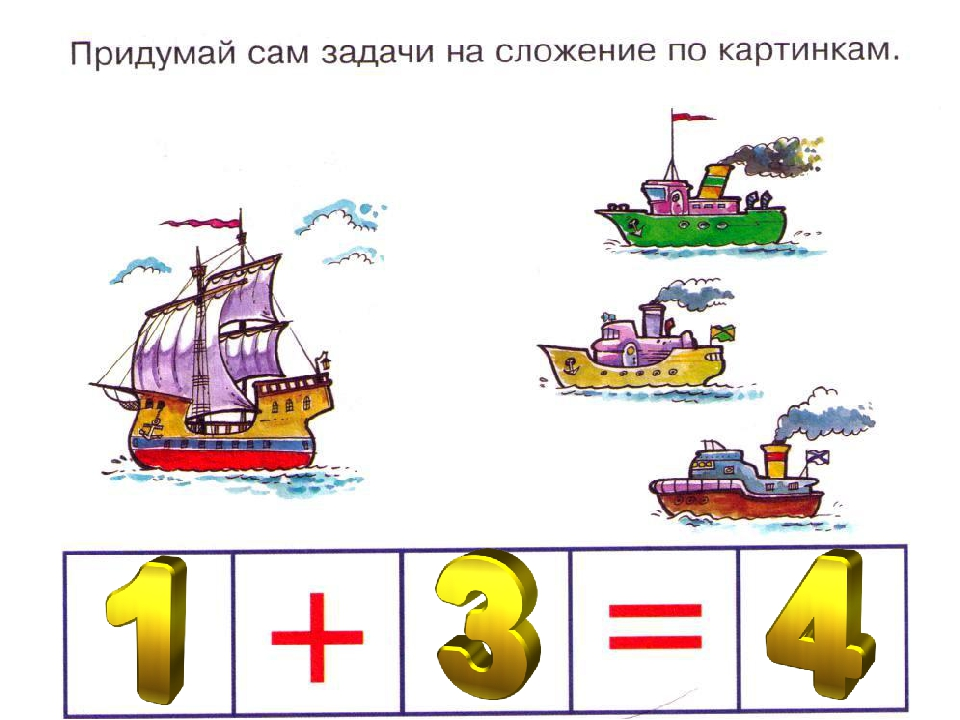 Придумай сам задачи на сложение по картинкам.
1 + 3 = 4